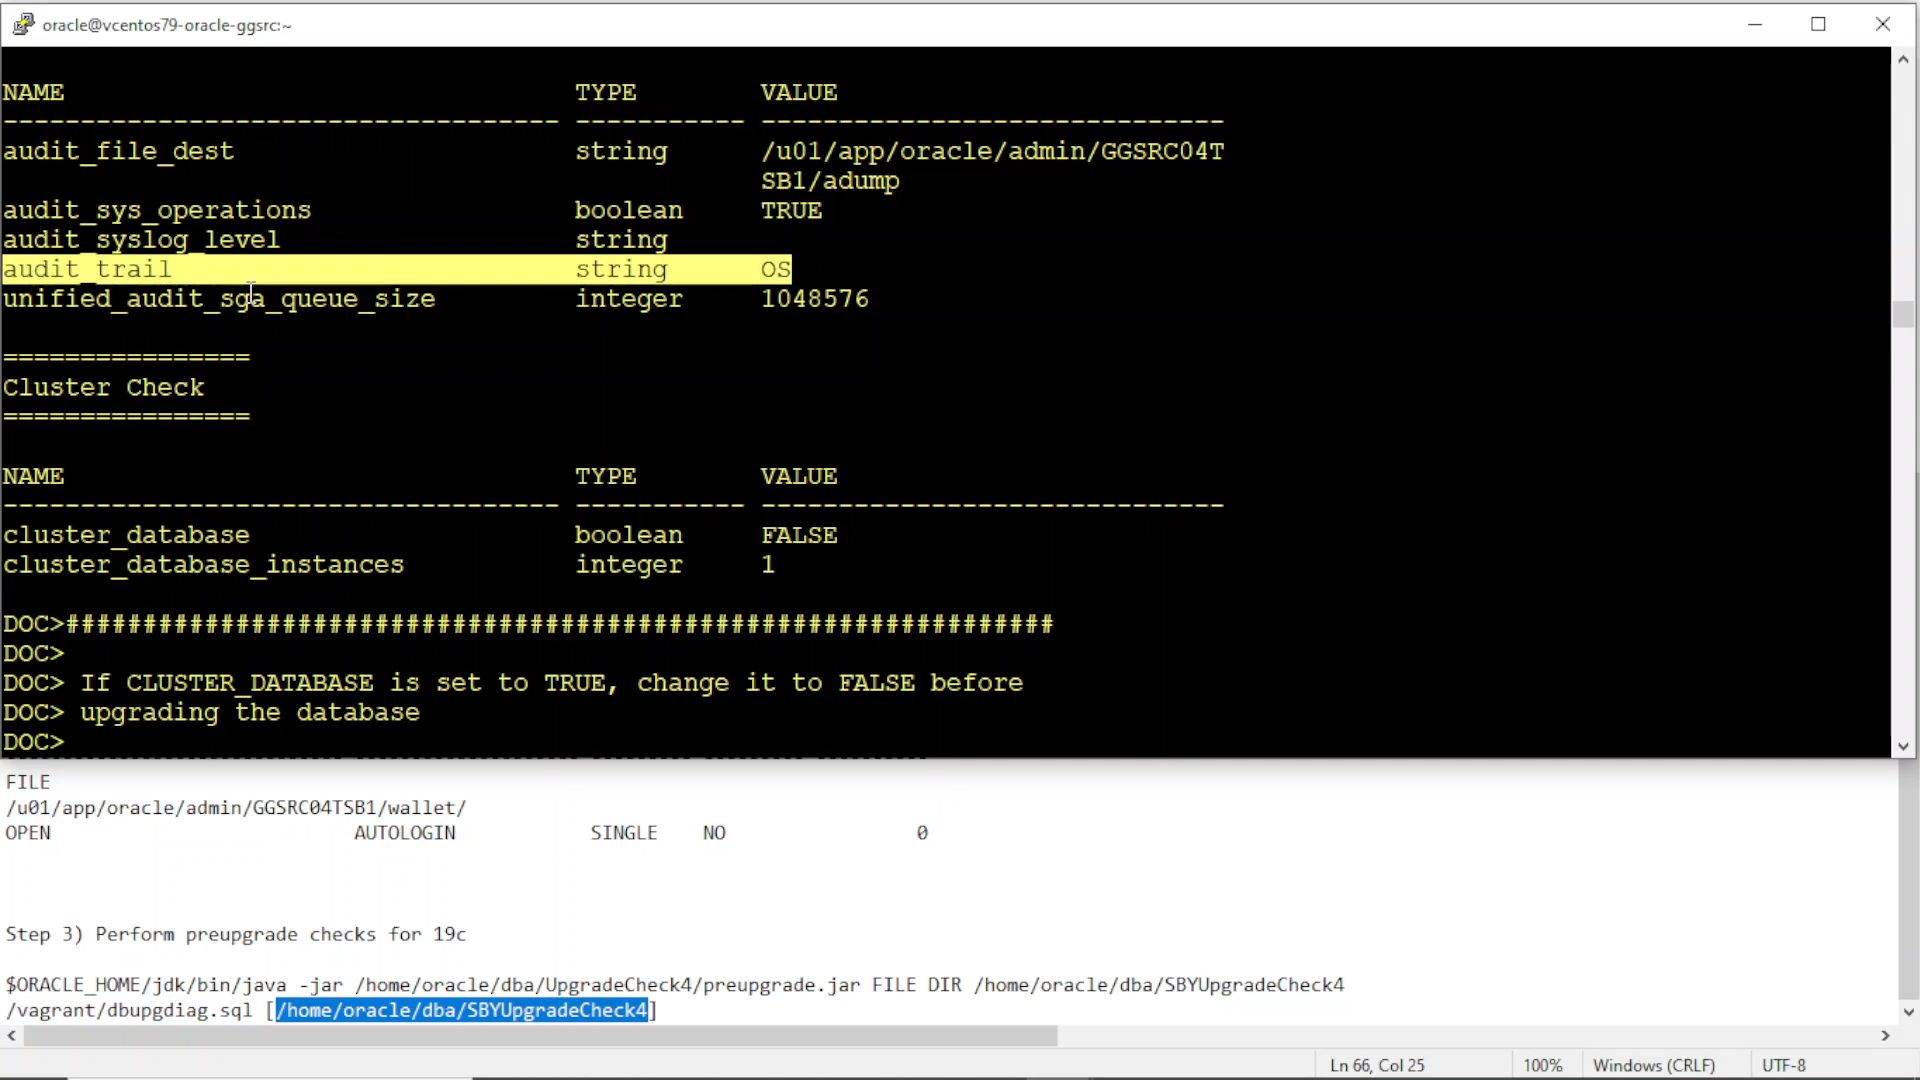 oracle@vcentos79-oracle-ggsrc:~
NAME                                 TYPE        VALUE
------------------------------------ ----------- ------------------------------
audit_file_dest                      string      /u01/app/oracle/admin/GGSRC04T
                                                 SB1/adump
audit_sys_operations                 boolean     TRUE
audit_syslog_level                   string
audit_trail                          string      OS
unified_audit_sga_queue_size         integer     1048576
================
Cluster Check
================
NAME                                 TYPE        VALUE
------------------------------------ ----------- ------------------------------
cluster_database                     boolean     FALSE
cluster_database_instances           integer     1
DOC>################################################################
DOC>
DOC> If CLUSTER_DATABASE is set to TRUE, change it to FALSE before
DOC> upgrading the database
DOC>
FILE
/u01/app/oracle/admin/GGSRC04TSB1/wallet/
OPEN                           AUTOLOGIN            SINGLE    NO                  0
Step 3) Perform preupgrade checks for 19c
$ORACLE_HOME/jdk/bin/java -jar /home/oracle/dba/UpgradeCheck4/preupgrade.jar FILE DIR /home/oracle/dba/SBYUpgradeCheck4
/vagrant/dbupgdiag.sql [/home/oracle/dba/SBYUpgradeCheck4]
Ln 66, Col 25 100% Windows (CRLF) UTF-8